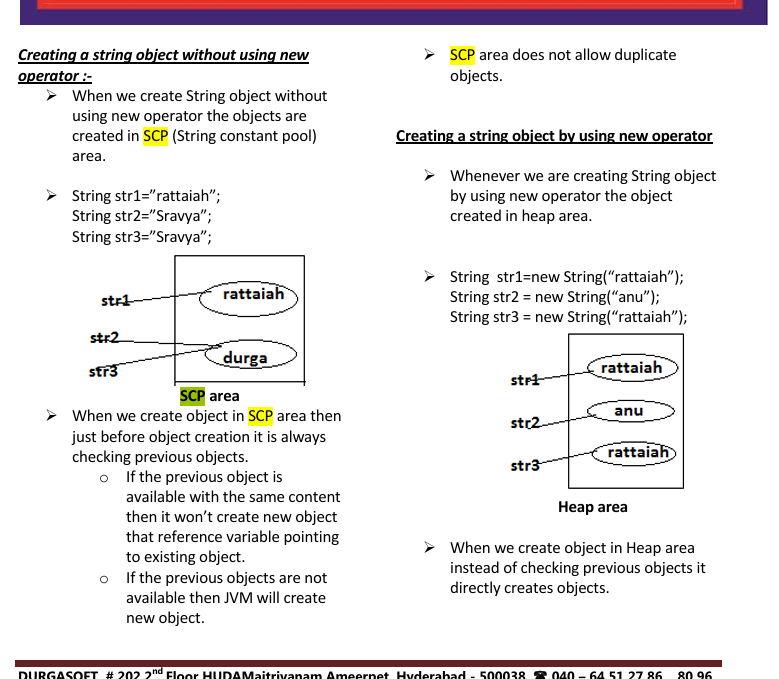 Creating a string object without using new
operator :-
➢ When we create String object without
using new operator the objects are
created in SCP (String constant pool)
area.
➢ String str1=”rattaiah”;
String str2=”Sravya”;
String str3=”Sravya”;
str1
rattaiah
str2
str3
durga
SCP area
➢ When we create object in SCP area then
just before object creation it is always
checking previous objects.
o If the previous object is
available with the same content
then it won’t create new object
that reference variable pointing
to existing object.
o If the previous objects are not
available then JVM will create
new object.
➢ SCP area does not allow duplicate
objects.
Creating a string object by using new operator
➢ Whenever we are creating String object
by using new operator the object
created in heap area.
➢ String str1=new String(“rattaiah”);
String str2 = new String(“anu”);
String str3 = new String(“rattaiah”);
str1
rattaiah
str2
anu
str3
rattaiah
Heap area
➢ When we create object in Heap area
instead of checking previous objects it
directly creates objects.
DURGASOFT, # 202 2nd Floor HUDAMaitrivanam Ameerpet, Hyderabad - 500038, ☎ 040 – 64 51 27 86, 80 96